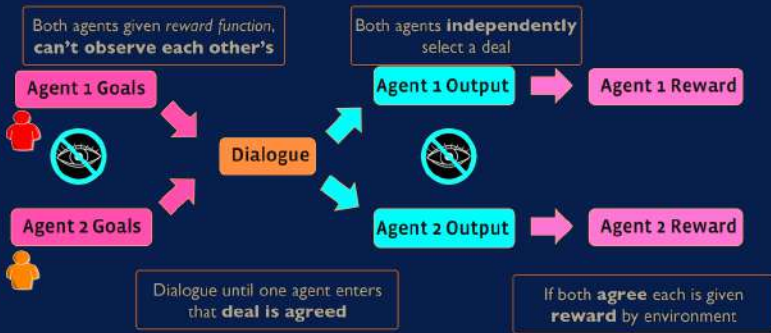 Both agents given reward function,
can't observe each other's
Both agents independently
select a deal
Agent 1 Goals
Agent 1 Output
Agent 1 Reward
Dialogue
Agent 2 Goals
Agent 2 Output
Agent 2 Reward
Dialogue until one agent enters
that deal is agreed
If both agree each is given
reward by environment